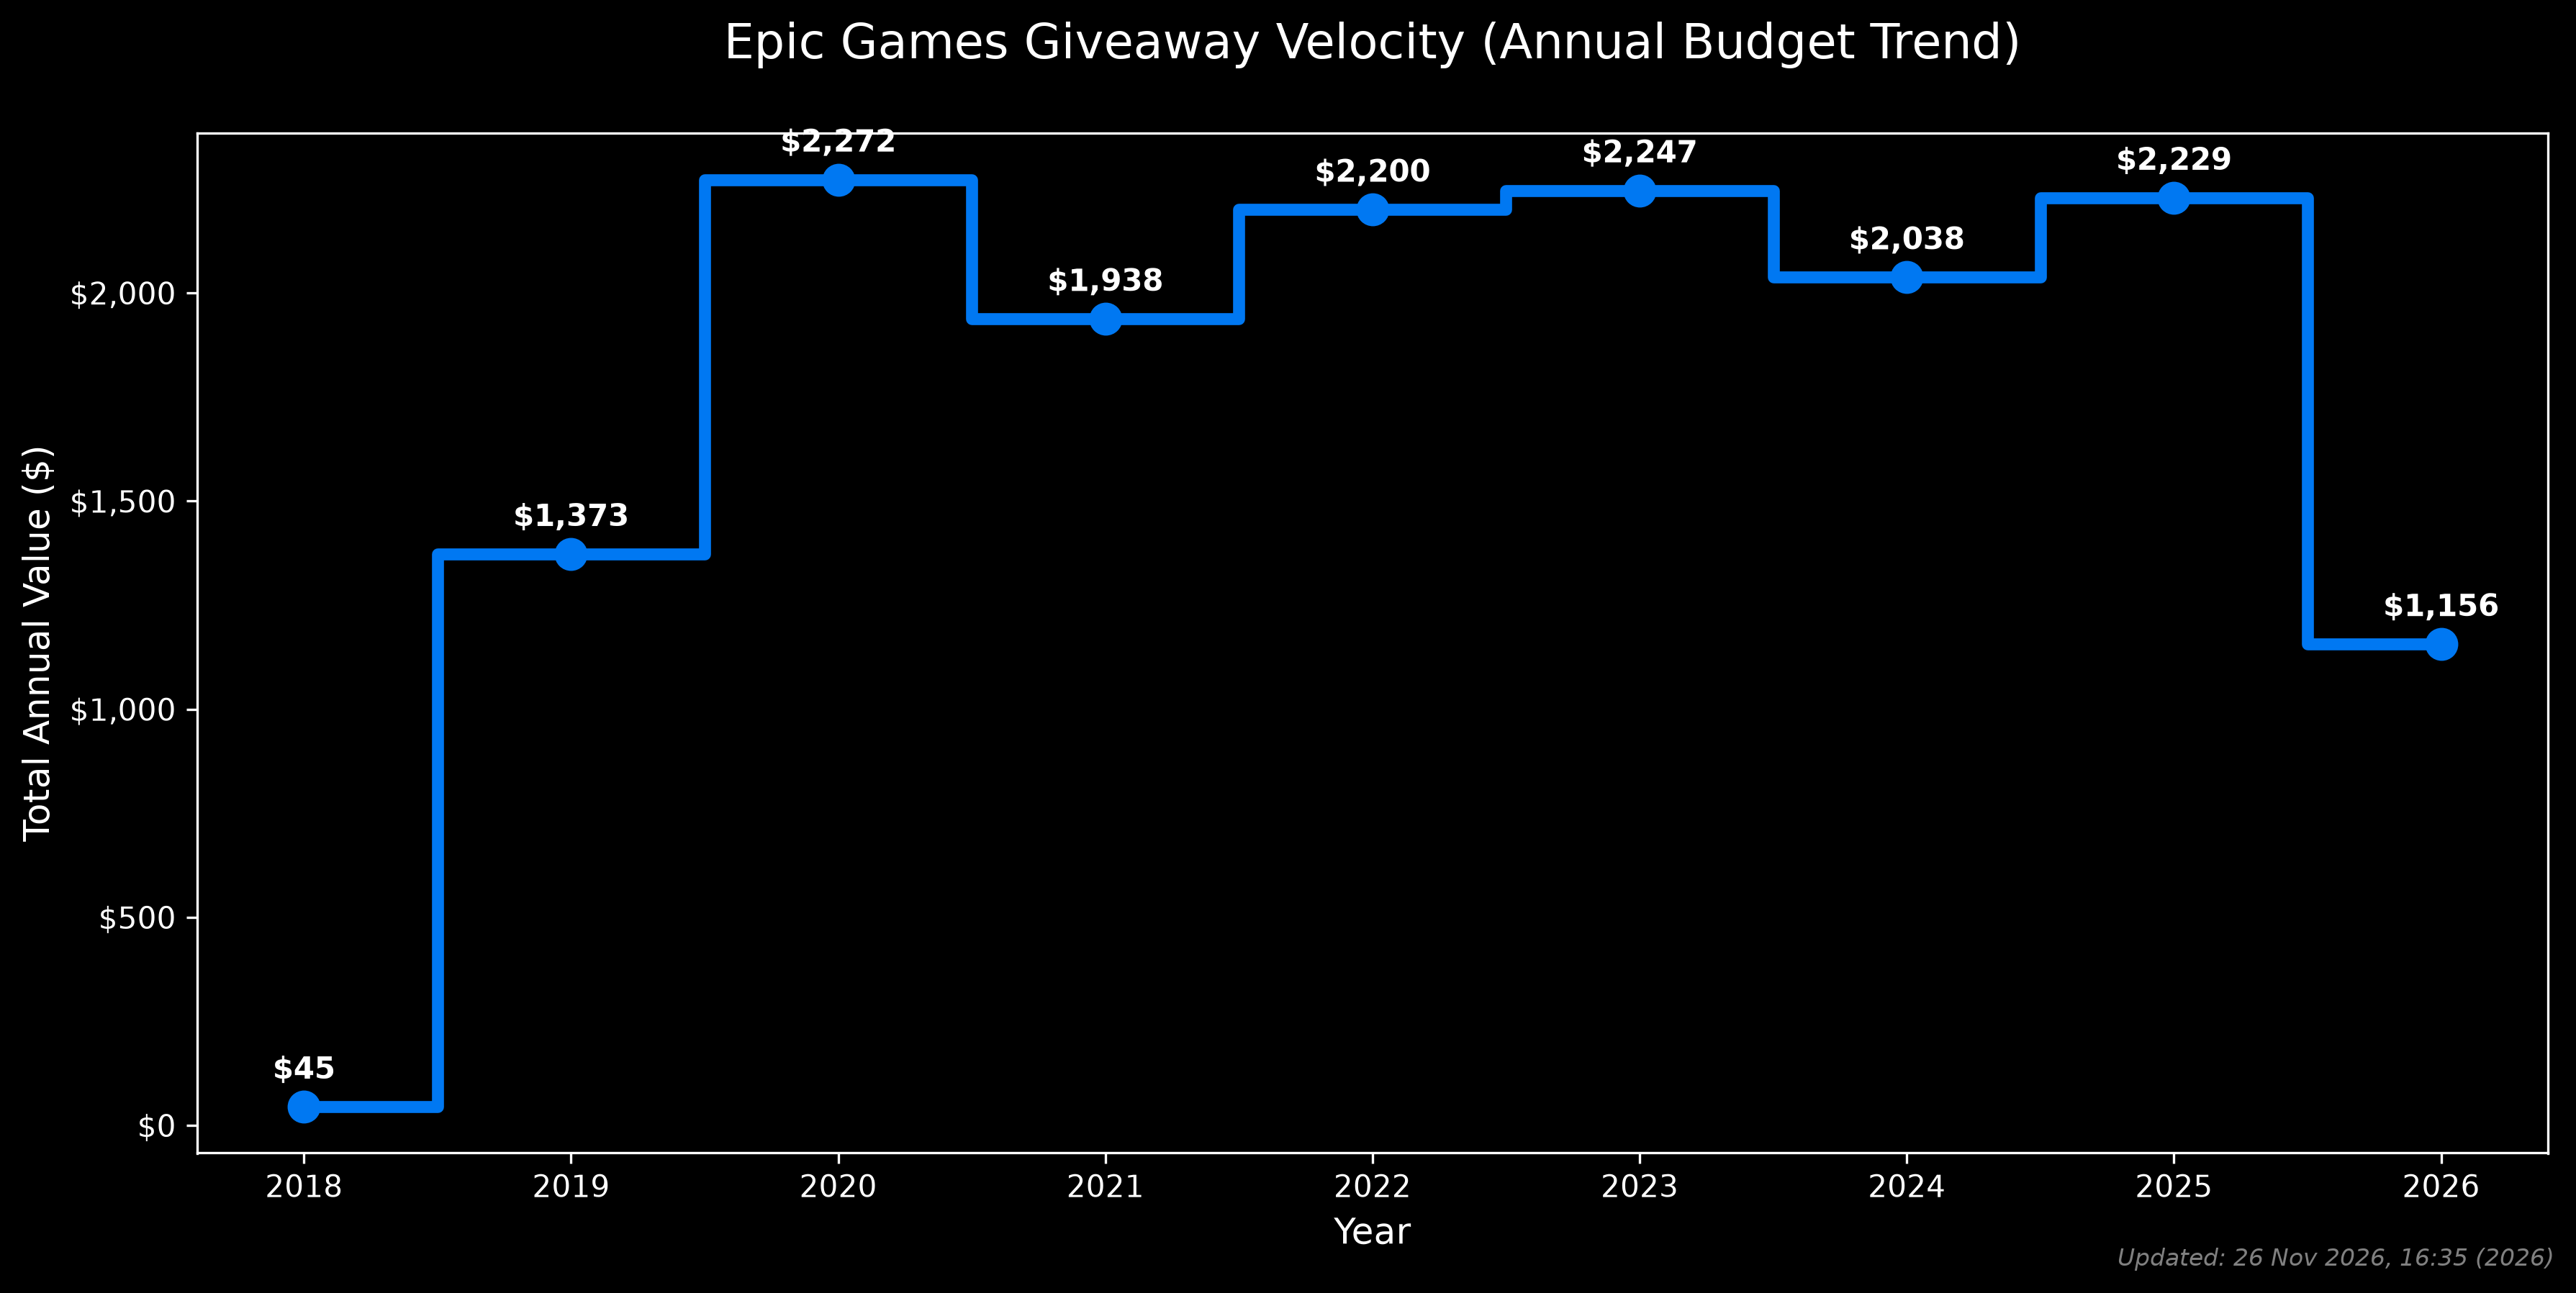 Epic Games Giveaway Velocity (Annual Budget Trend)
$2,272
$2,247
$2,229
$2,200
$2,038
$1,938
$1,373
$1,156
$45
Total Annual Value ($)
$2,000
$1,500
$1,000
$500
$0
2018 2019 2020 2021 2022 2023 2024 2025 2026
Year
Updated: 26 Nov 2026, 16:35 (2026)